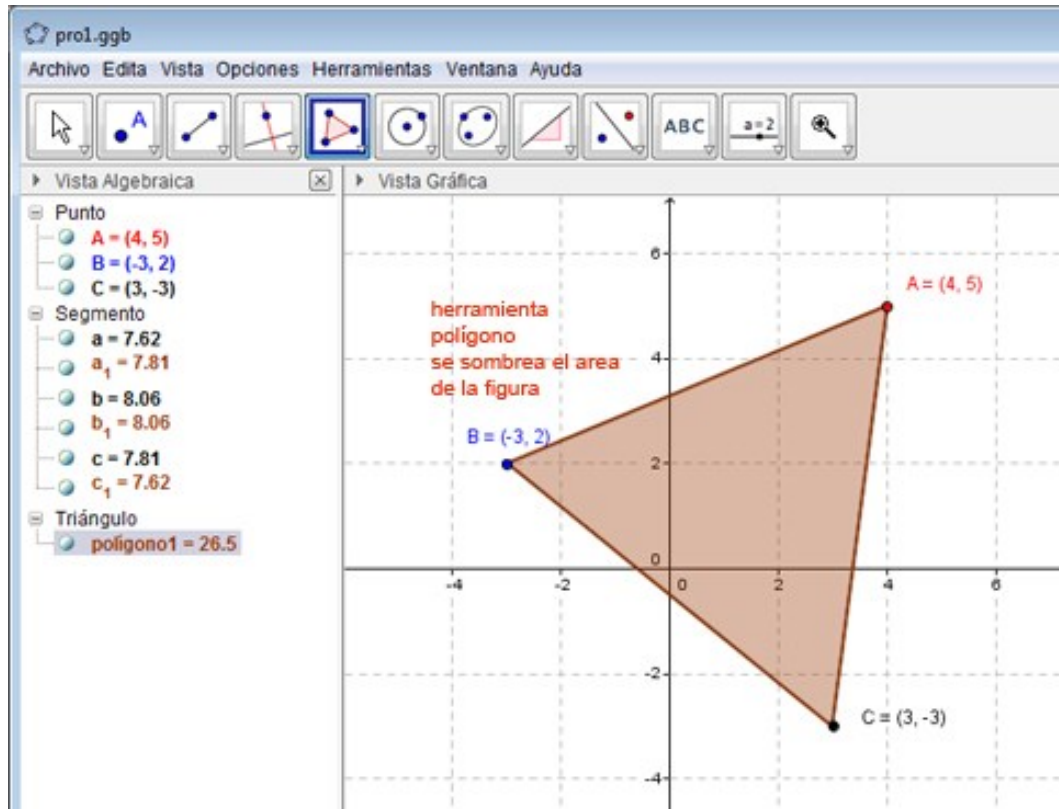 pro1.ggb
Archivo Edita Vista Opciones Herramientas Ventana Ayuda
A
ABC
a=2
Vista Algebraica
Punto
A = (4, 5)
B = (-3, 2)
C = (3, -3)
Segmento
a = 7.62
a₁ = 7.81
b = 8.06
b₁ = 8.06
c = 7.81
c₁ = 7.62
Triángulo
polígono1 = 26.5
Vista Gráfica
herramienta
polígono
se sombrea el area
de la figura
A = (4, 5)
B = (-3, 2)
C = (3, -3)
6
4
2
0
-2
-4
-4 -2 0 2 4 6